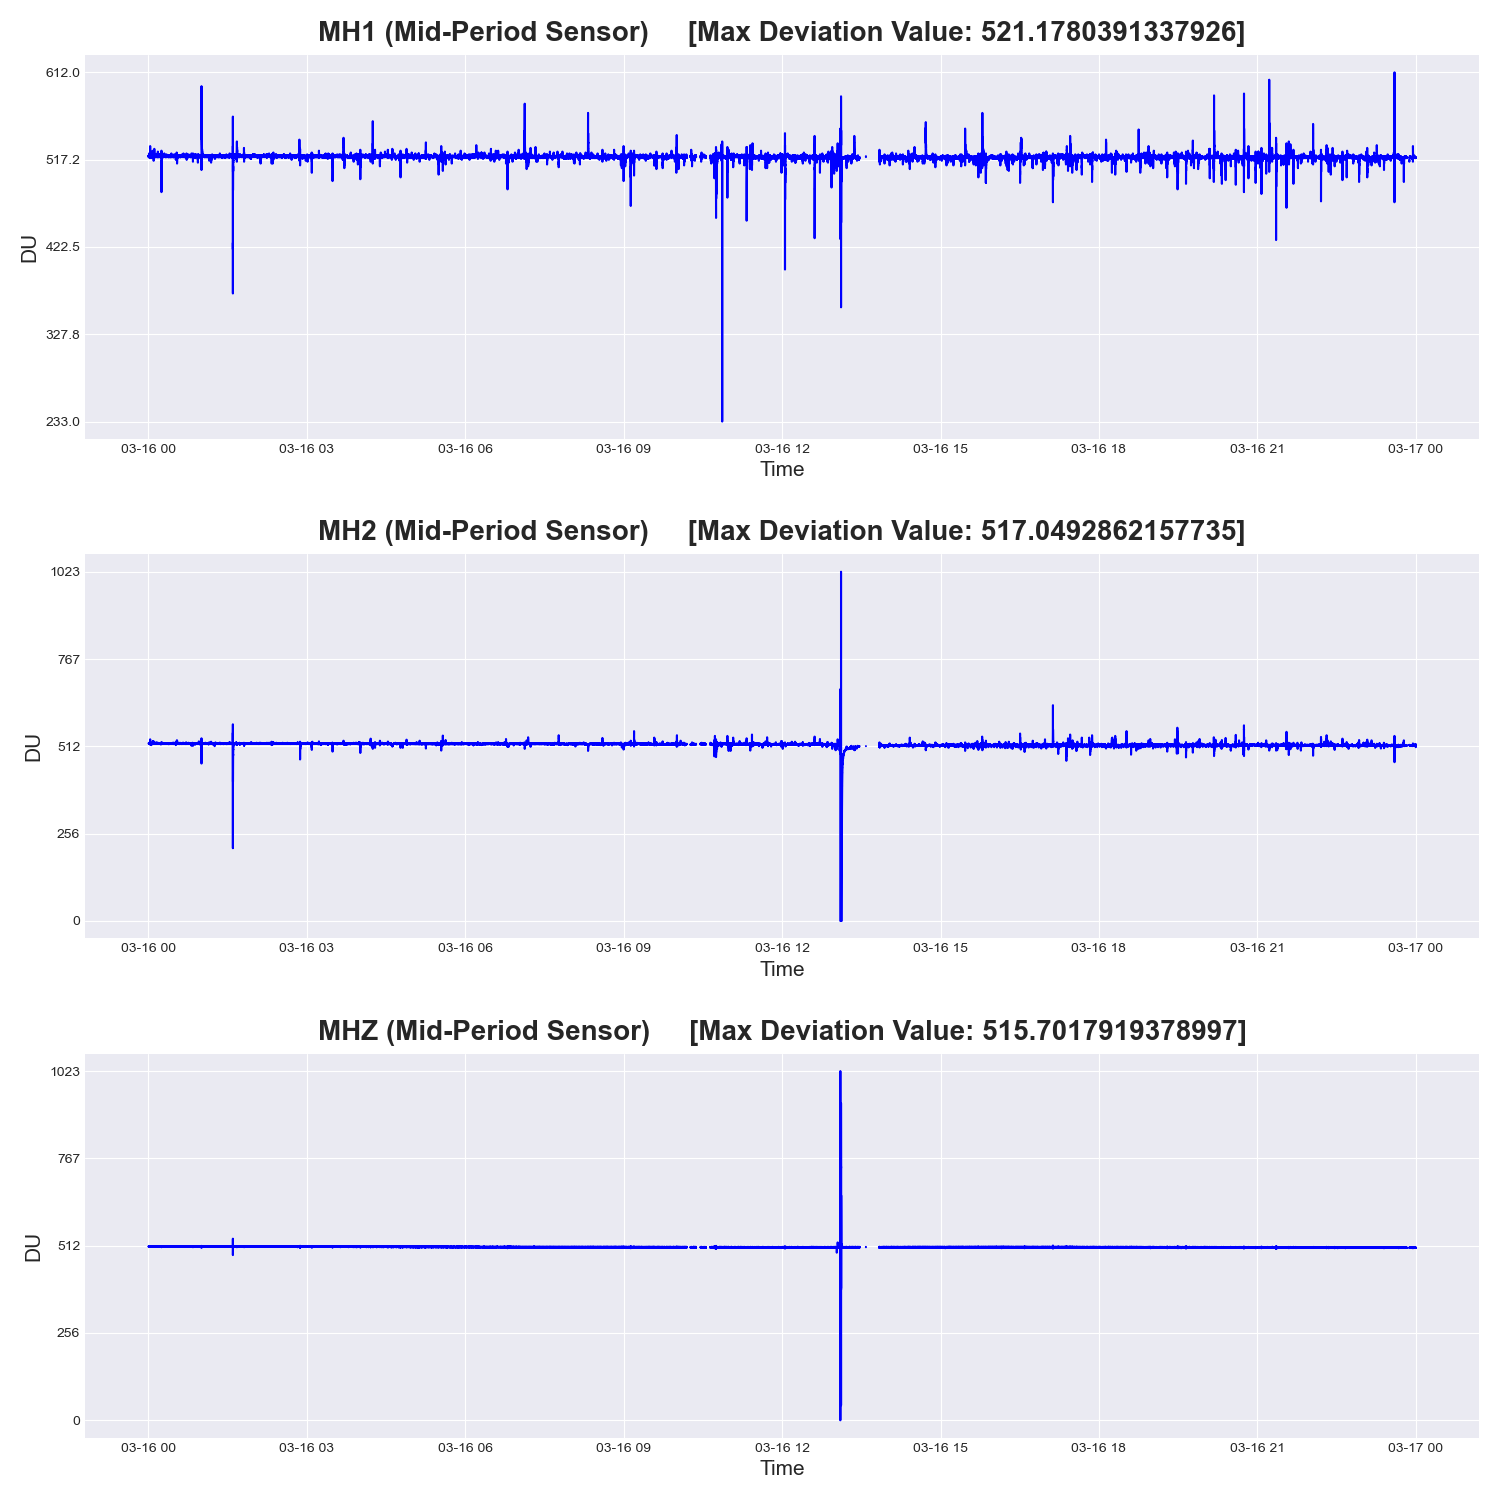 MH1 (Mid-Period Sensor) [Max Deviation Value: 521.1780391337926]
612.0
517.2
422.5
327.8
233.0
DU
03-16 00 03-16 03 03-16 06 03-16 09 03-16 12 03-16 15 03-16 18 03-16 21 03-17 00
Time
MH2 (Mid-Period Sensor) [Max Deviation Value: 517.0492862157735]
1023
767
512
256
0
DU
03-16 00 03-16 03 03-16 06 03-16 09 03-16 12 03-16 15 03-16 18 03-16 21 03-17 00
Time
MHZ (Mid-Period Sensor) [Max Deviation Value: 515.7017919378997]
1023
767
512
256
0
DU
03-16 00 03-16 03 03-16 06 03-16 09 03-16 12 03-16 15 03-16 18 03-16 21 03-17 00
Time